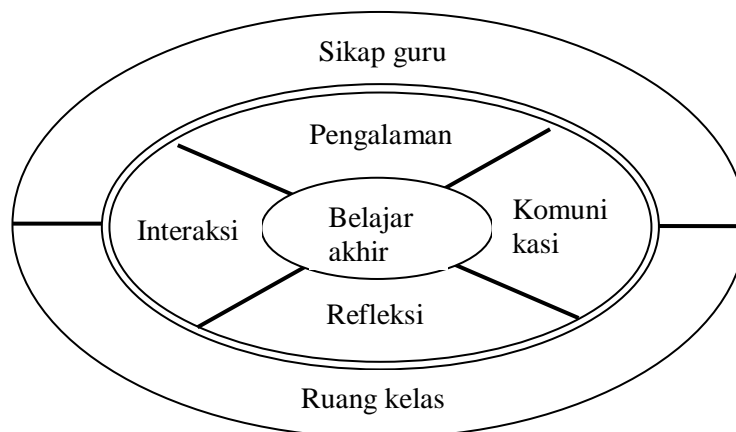 Sikap guru
Pengalaman
Interaksi
Belajar
akhir
Komuni
kasi
Refleksi
Ruang kelas